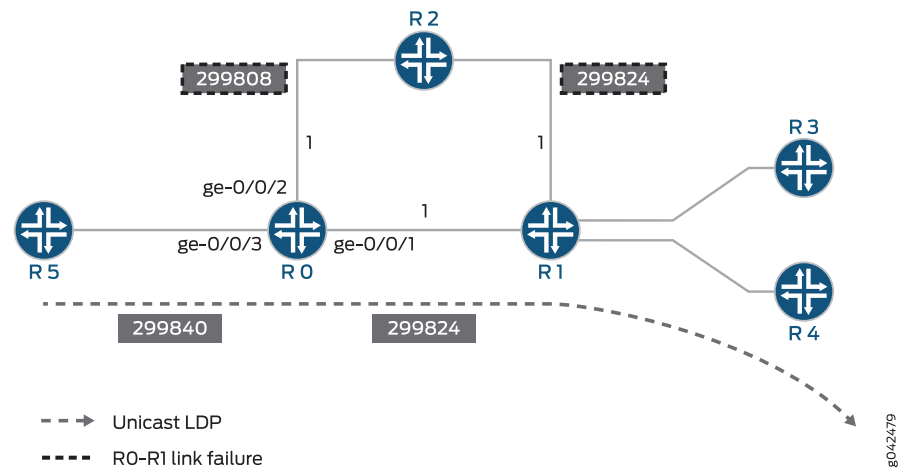 R 2
299808
299824
R 3
1
1
ge-0/0/2
1
ge-0/0/3
ge-0/0/1
R 5
R 0
R 1
R 4
299840
299824
Unicast LDP
R0-R1 link failure
g042479